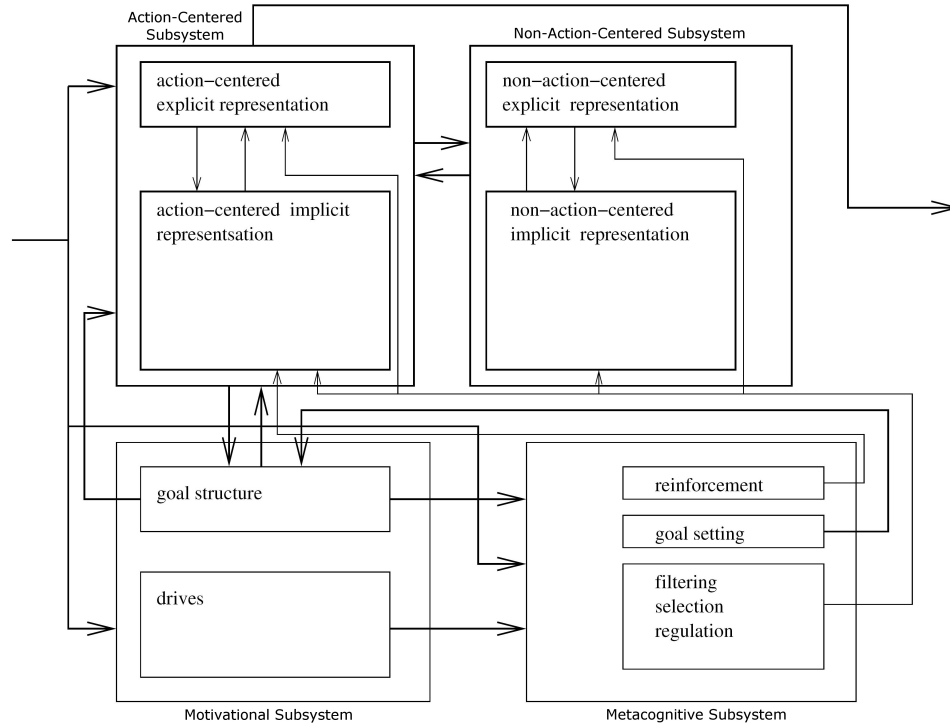 Action-Centered
Subsystem
Non-Action-Centered Subsystem
action−centered
explicit representation
non−action−centered
explicit representation
action−centered implicit
representsation
non−action−centered
implicit representation
goal structure
reinforcement
goal setting
drives
filtering
selection
regulation
Motivational Subsystem
Metacognitive Subsystem